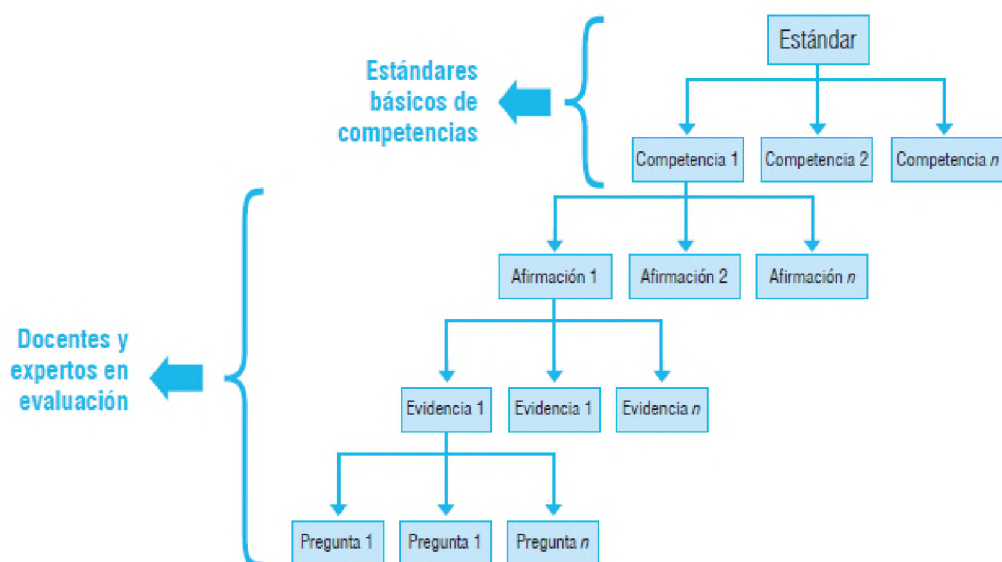 Estándar
Estándares
básicos de
competencias
Competencia 1
Competencia 2
Competencia n
Afirmación 1
Afirmación 2
Afirmación n
Docentes y
expertos en
evaluación
Evidencia 1
Evidencia 1
Evidencia n
Pregunta 1
Pregunta 1
Pregunta n